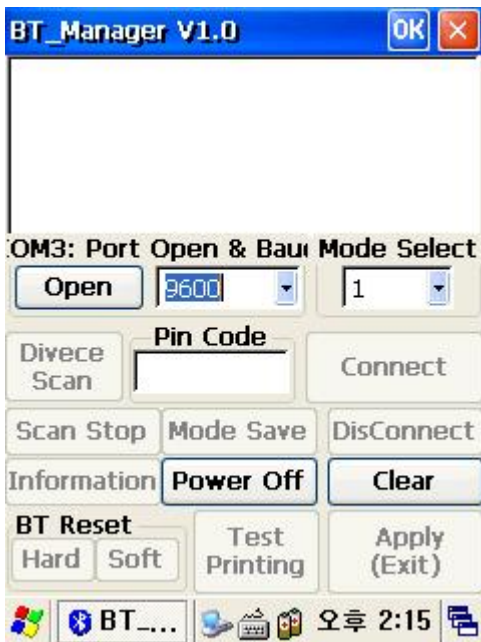 BT_Manager V1.0 OK
OM3: Port Open & Bau Mode Select
Open 9600 1
Pin Code
Divece Scan Connect
Scan Stop Mode Save DisConnect
Information Power Off Clear
BT Reset
Hard Soft Test Printing Apply (Exit)
BT_... 오후 2:15